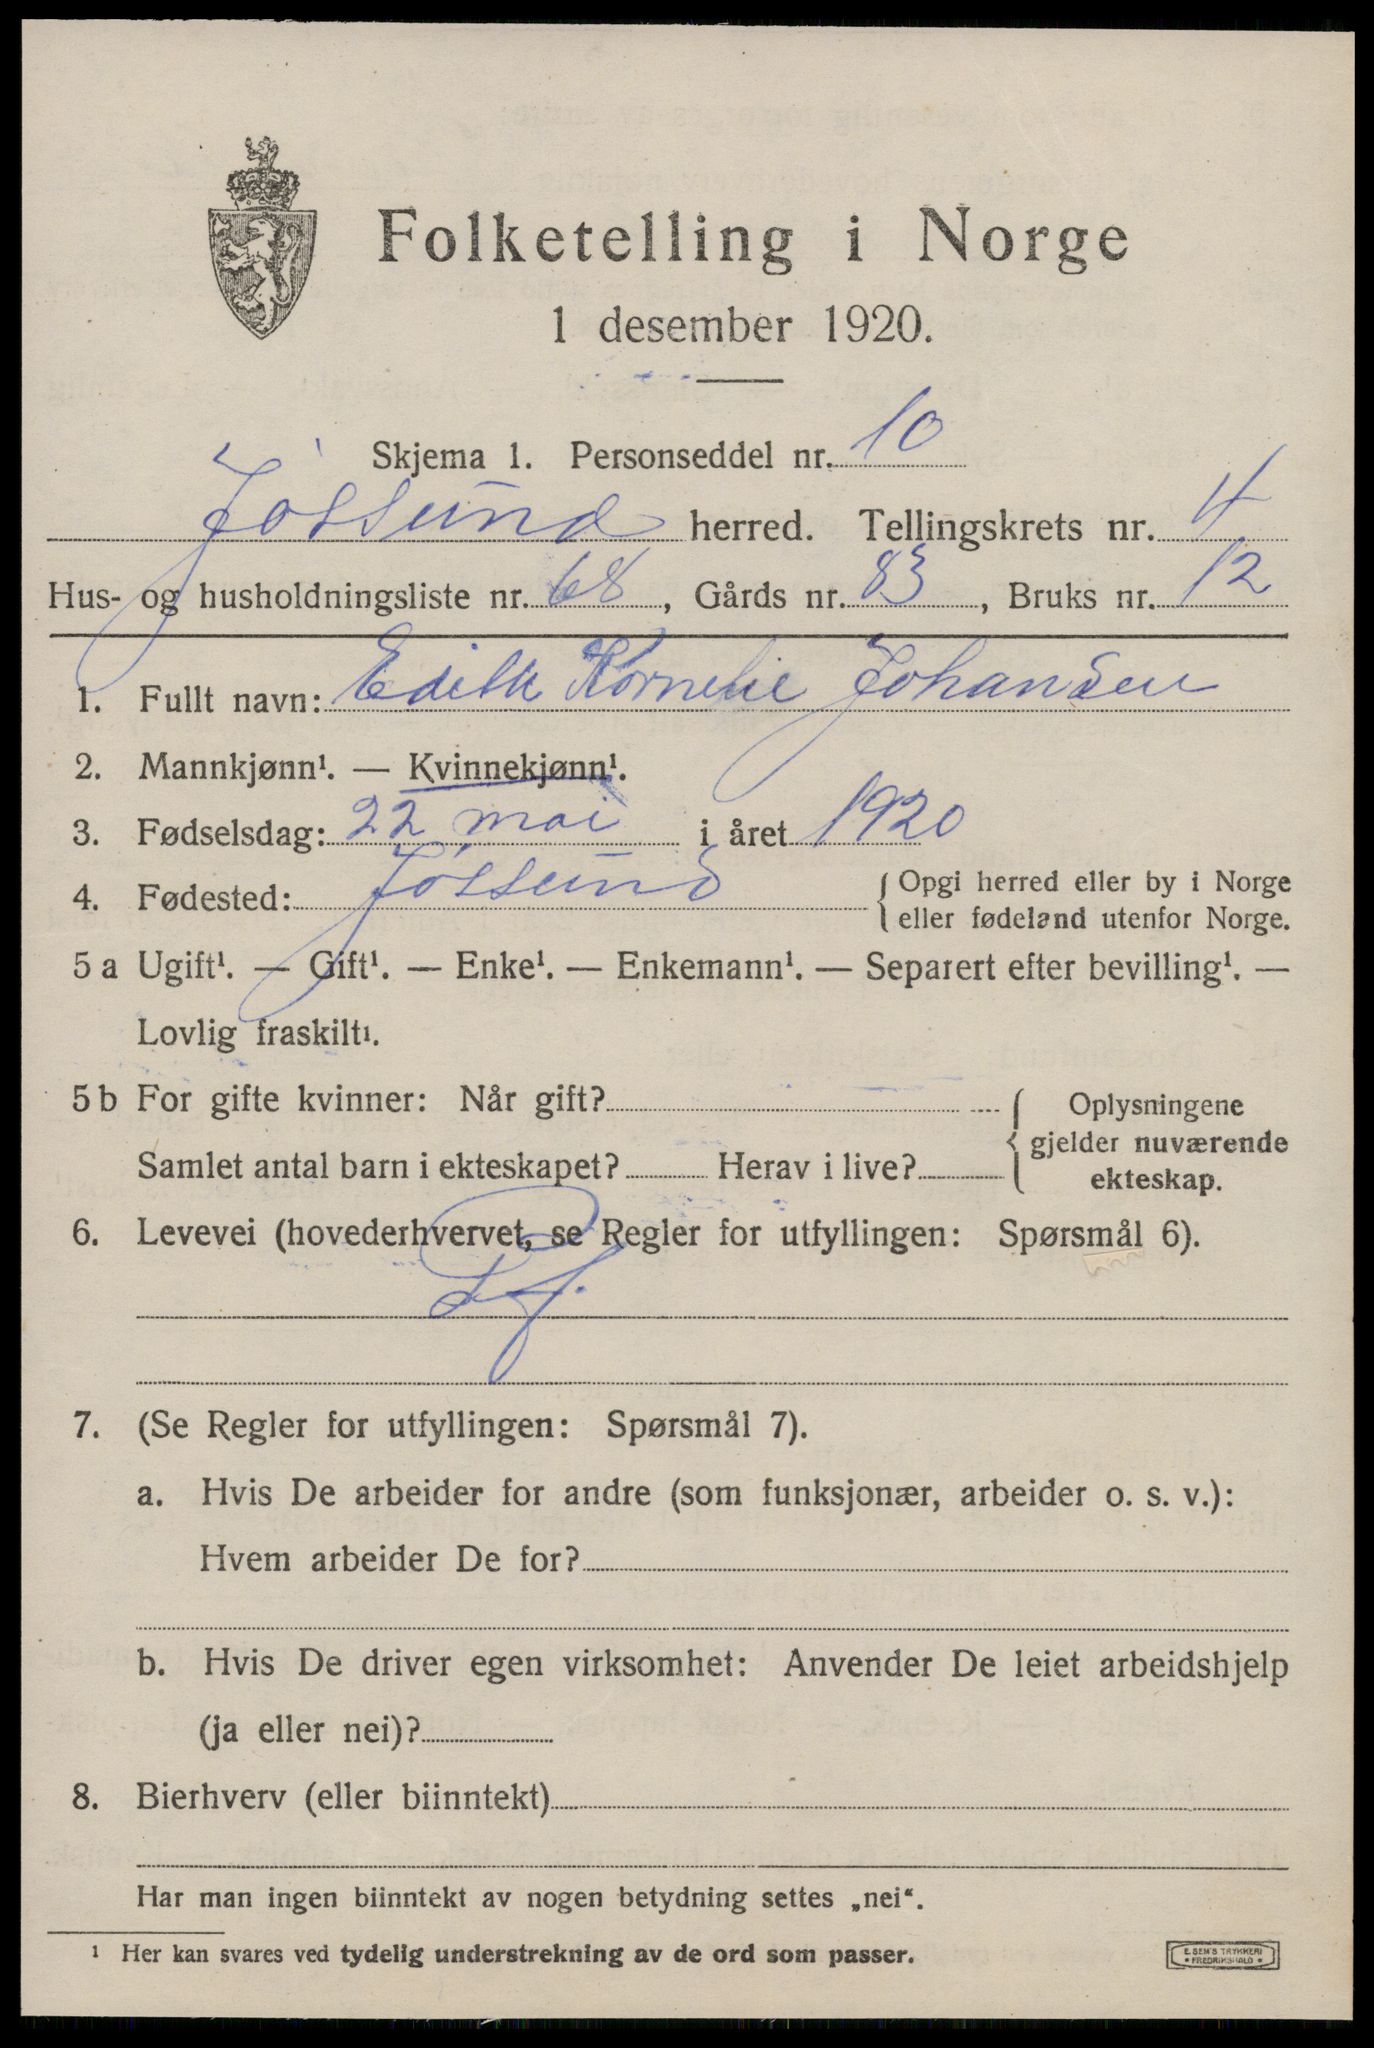 Folketelling i Norge
1 desember 1920.
Skjema 1. Personseddel nr. 10
Jössund herred. Tellingskrets nr. 4
Hus- og husholdningsliste nr. 68, Gårds nr. 83, Bruks nr. 12
1. Fullt navn: Edith Kornelie Johansen
2. Mannkjønn¹. — Kvinnekjønn¹.
3. Fødselsdag: 22 mai i året 1920
4. Fødested: Jössund { Opgi herred eller by i Norge
eller fødeland utenfor Norge.
5 a Ugift¹. — Gift¹. — Enke¹. — Enkemann¹. — Separert efter bevilling¹. —
Lovlig fraskilt¹.
5 b For gifte kvinner: Når gift? { Oplysningene
gjelder nuværende
Samlet antal barn i ekteskapet? Herav i live? ekteskap.
6. Levevei (hovederhvervet, se Regler for utfyllingen: Spørsmål 6).
7. (Se Regler for utfyllingen: Spørsmål 7).
a. Hvis De arbeider for andre (som funksjonær, arbeider o. s. v.):
Hvem arbeider De for?
b. Hvis De driver egen virksomhet: Anvender De leiet arbeidshjelp
(ja eller nei)?
8. Bierhverv (eller biinntekt)
Har man ingen biinntekt av nogen betydning settes „nei“.
¹ Her kan svares ved tydelig understrekning av de ord som passer.
E. SEM'S TRYKKERI
• FREDRIKSHALD •